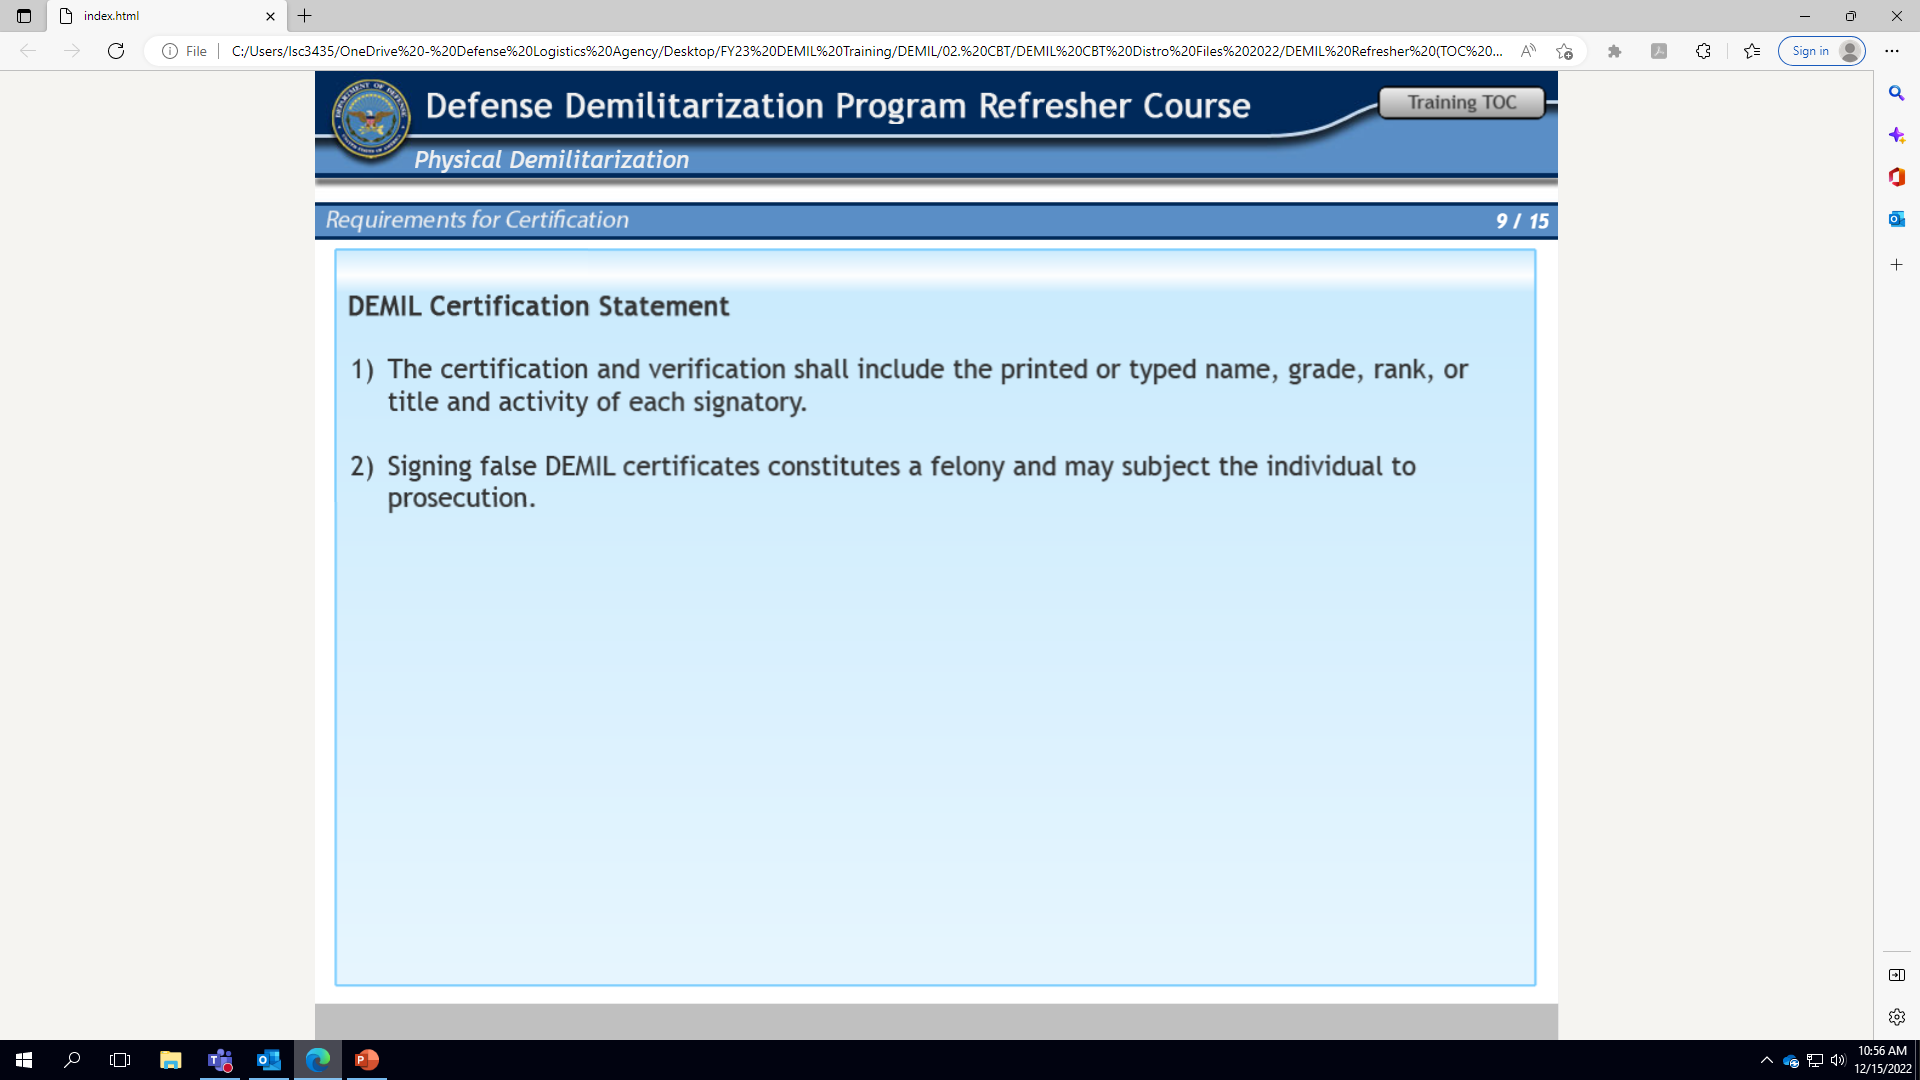 index.html
File
C:/Users/lsc3435/OneDrive%20-%20Defense%20Logistics%20Agency/Desktop/FY23%20DEMIL%20Training/DEMIL/02.%20CBT/DEMIL%20CBT%20Distro%20Files%202022/DEMIL%20Refresher%20(TOC%20...
Sign in
Defense Demilitarization Program Refresher Course
Training TOC
Physical Demilitarization
Requirements for Certification
9 / 15
DEMIL Certification Statement
1) The certification and verification shall include the printed or typed name, grade, rank, or
title and activity of each signatory.
2) Signing false DEMIL certificates constitutes a felony and may subject the individual to
prosecution.
10:56 AM
12/15/2022